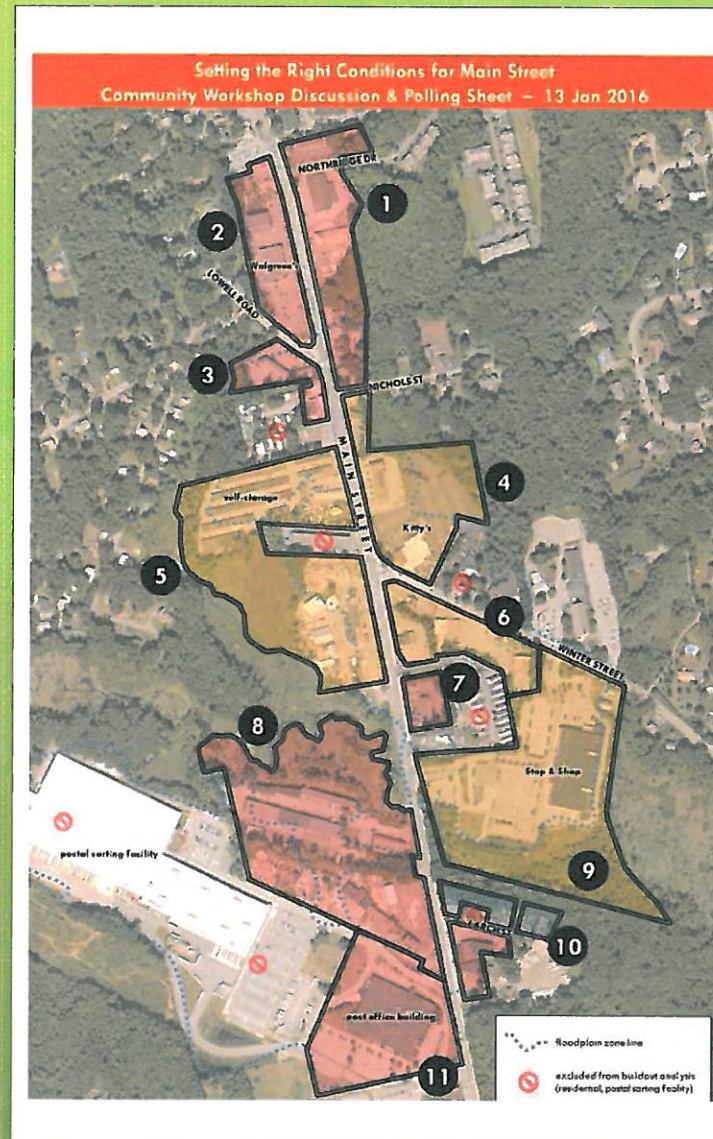 Setting the Right Conditions for Main Street
Community Workshop Discussion & Polling Sheet – 13 Jan 2016
NORTHRIDGE DR
1
2
Walgreen's
LOWELL ROAD
3
NICHOLS ST
MAIN STREET
self-storage
4
Kitty's
5
6
WINTER STREET
7
8
Stop & Shop
postal sorting facility
9
10
post office building
11
floodplain zone line
excluded from buildout analysis
(residential, postal sorting facility)